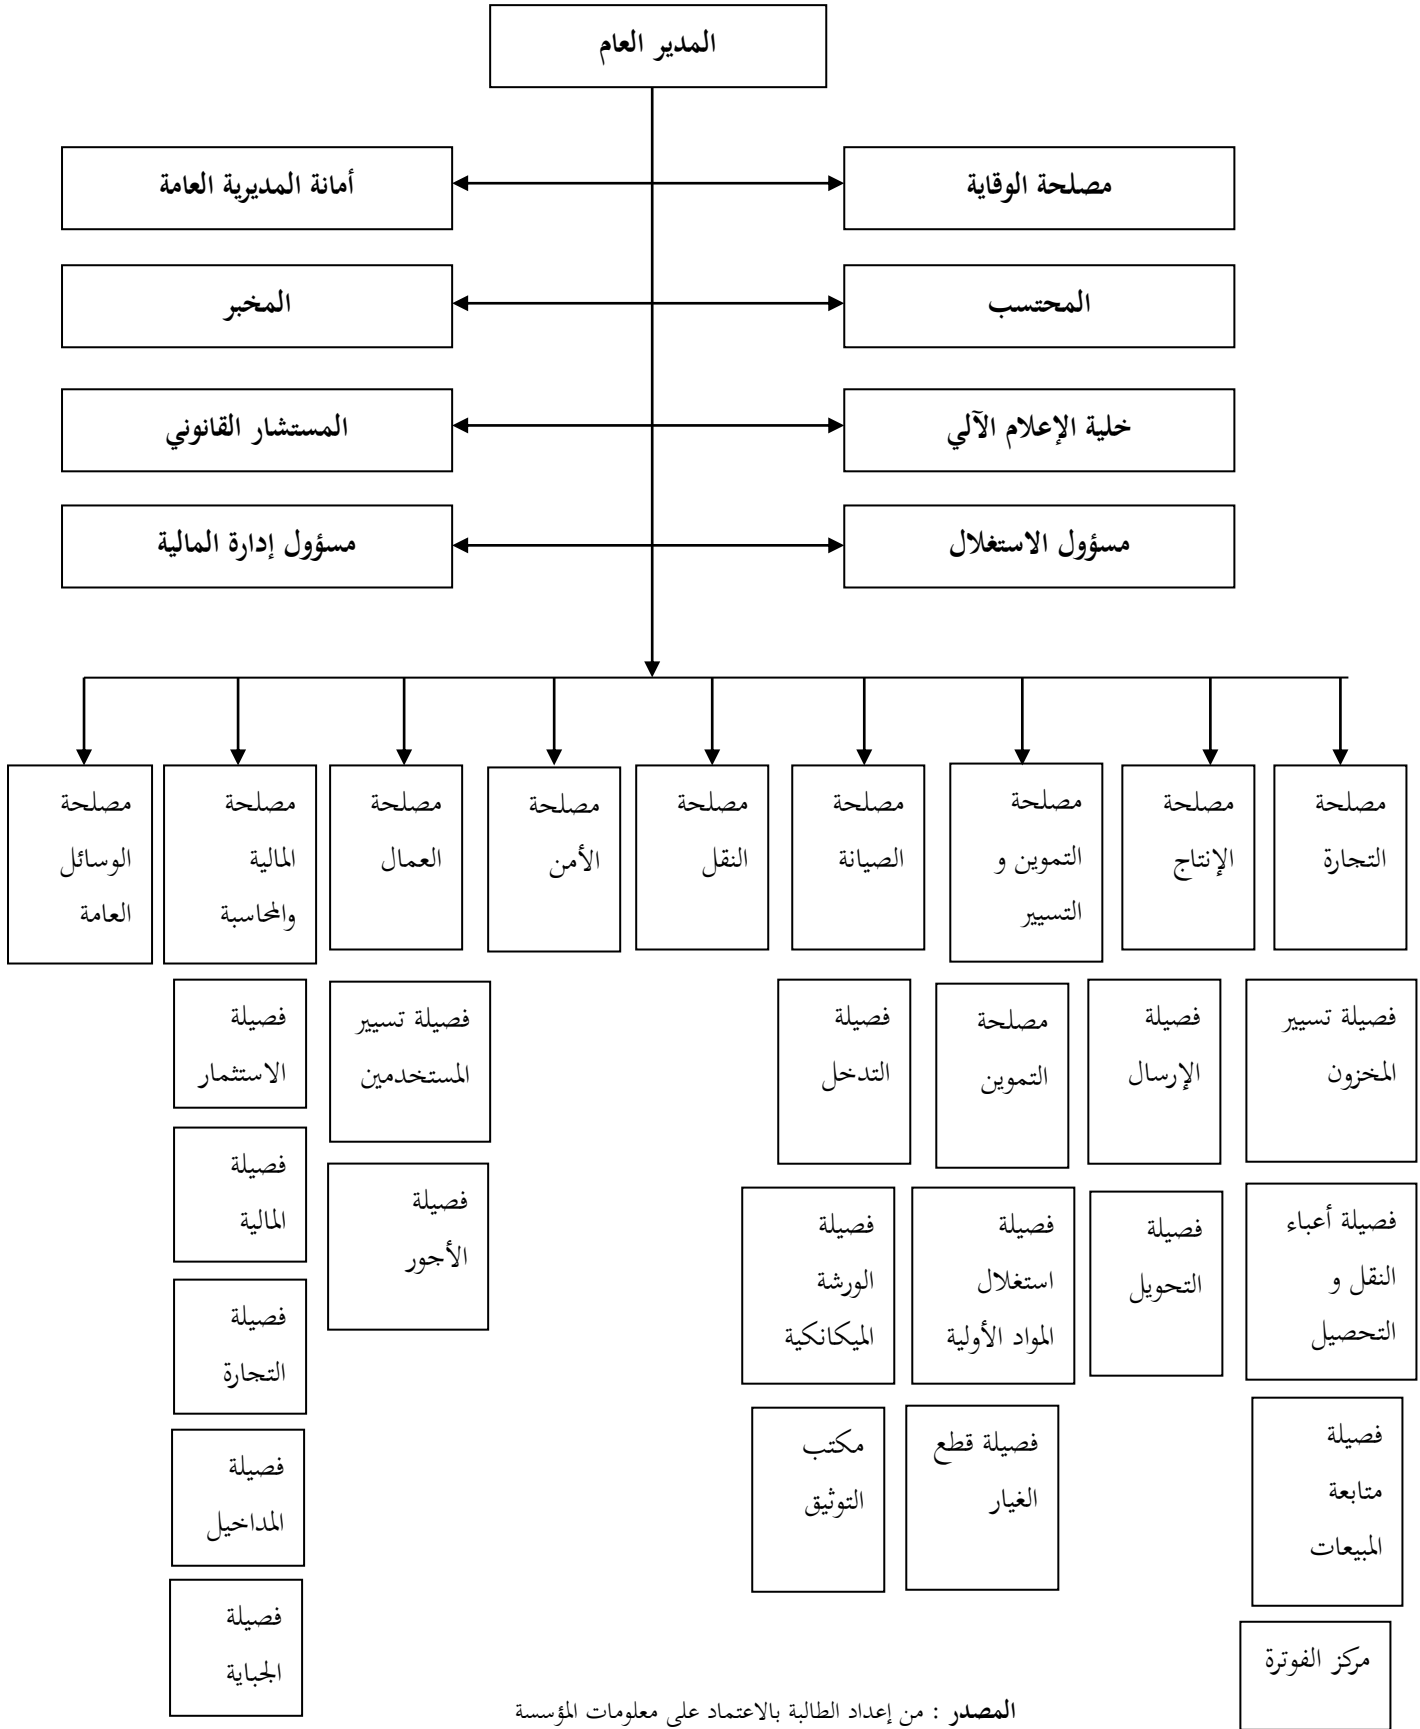 المدير العام
مصلحة الوقاية
أمانة المديرية العامة
المحتسب
المخبر
خلية الإعلام الآلي
المستشار القانوني
مسؤول الاستغلال
مسؤول إدارة المالية
مصلحة
التجارة
مصلحة
الإنتاج
مصلحة
التموين و
التسيير
مصلحة
الصيانة
مصلحة
النقل
مصلحة
الأمن
مصلحة
العمال
مصلحة
المالية
والمحاسبة
مصلحة
الوسائل
العامة
فصيلة تسيير
المخزون
فصيلة
الإرسال
مصلحة
التموين
فصيلة
التدخل
فصيلة تسيير
المستخدمين
فصيلة
الاستثمار
فصيلة أعباء
النقل و
التحصيل
فصيلة
التحويل
فصيلة
استغلال
المواد الأولية
فصيلة
الورشة
الميكانكية
فصيلة
الأجور
فصيلة
المالية
فصيلة
التجارة
فصيلة
متابعة
المبيعات
فصيلة قطع
الغيار
مكتب
التوثيق
فصيلة
المداخيل
مركز الفوترة
فصيلة
الجباية
المصدر : من إعداد الطالبة بالاعتماد على معلومات المؤسسة